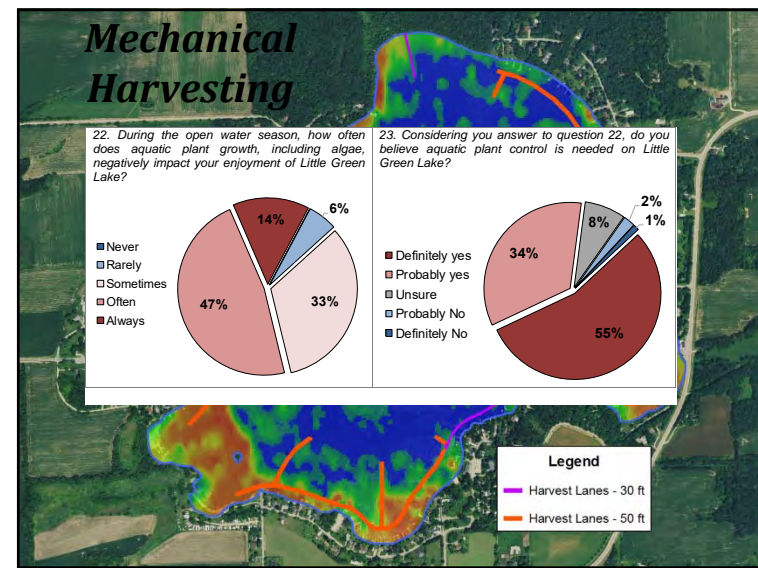 Mechanical
Harvesting
22. During the open water season, how often
does aquatic plant growth, including algae,
negatively impact your enjoyment of Little Green
Lake?
14%
6%
47%
33%
Never
Rarely
Sometimes
Often
Always
23. Considering you answer to question 22, do you
believe aquatic plant control is needed on Little
Green Lake?
2%
1%
8%
34%
55%
Definitely yes
Probably yes
Unsure
Probably No
Definitely No
Legend
Harvest Lanes - 30 ft
Harvest Lanes - 50 ft